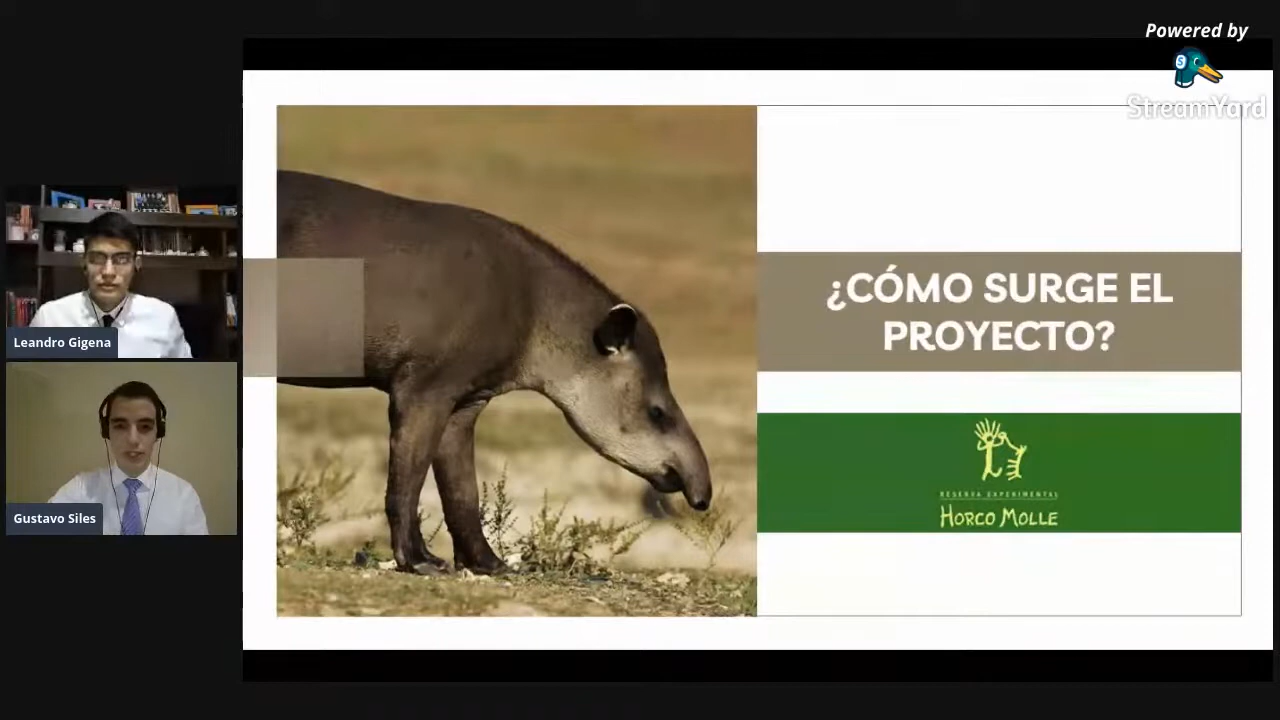 Powered by
StreamYard
Leandro Gigena
Gustavo Siles
¿CÓMO SURGE EL
PROYECTO?
RESERVA EXPERIMENTAL
HORCO MOLLE